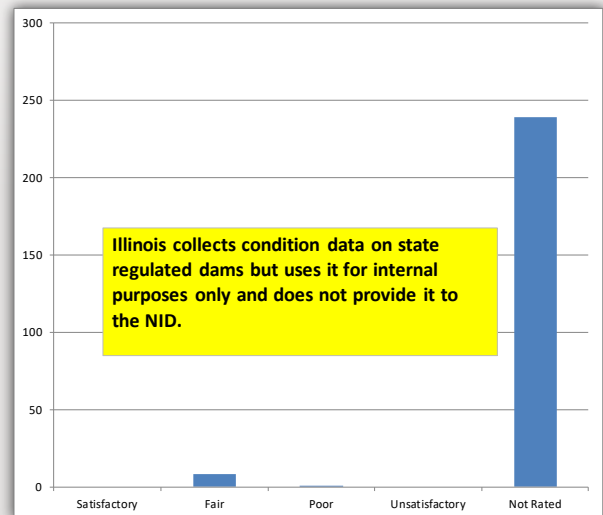 300
250
200
150
100
50
0
Illinois collects condition data on state
regulated dams but uses it for internal
purposes only and does not provide it to
the NID.
Satisfactory Fair Poor Unsatisfactory Not Rated